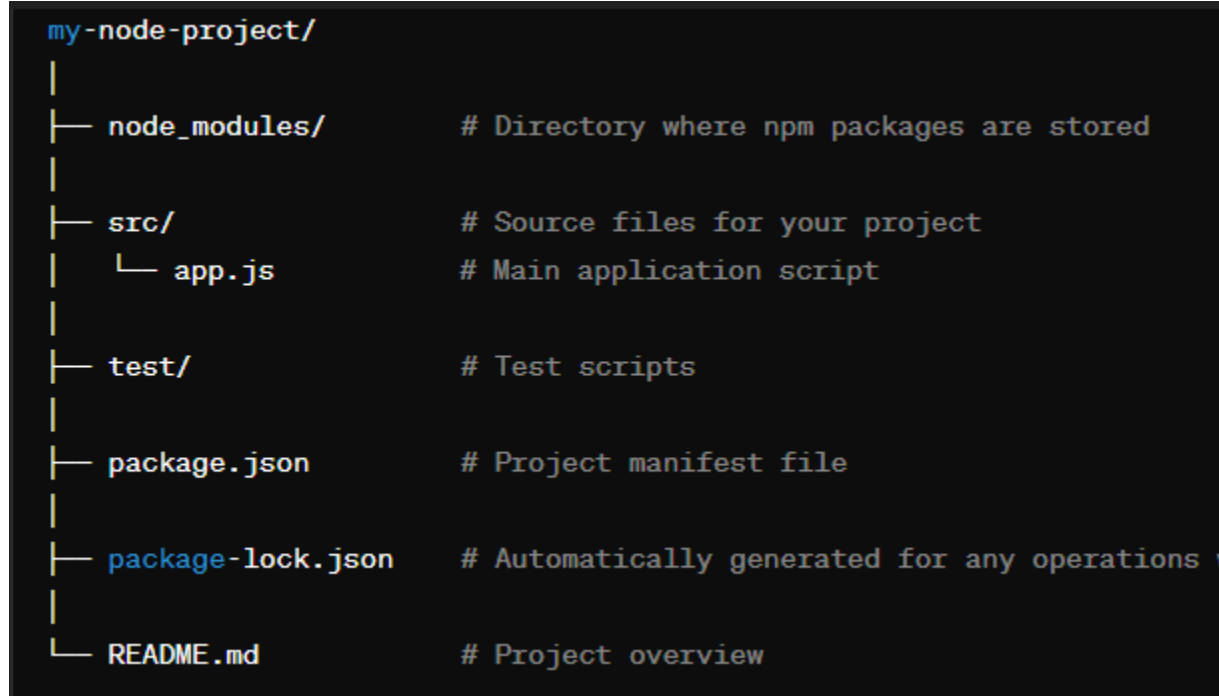 my-node-project/
│
├── node_modules/ # Directory where npm packages are stored
│
├── src/ # Source files for your project
│   └── app.js # Main application script
│
├── test/ # Test scripts
│
├── package.json # Project manifest file
│
├── package-lock.json # Automatically generated for any operations
│
└── README.md # Project overview